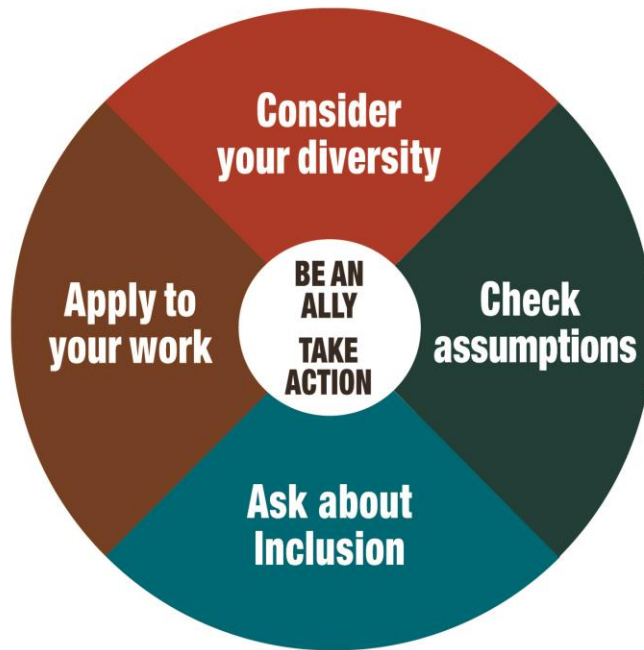 Consider
your diversity
Check
assumptions
Ask about
Inclusion
Apply to
your work
BE AN
ALLY
TAKE
ACTION